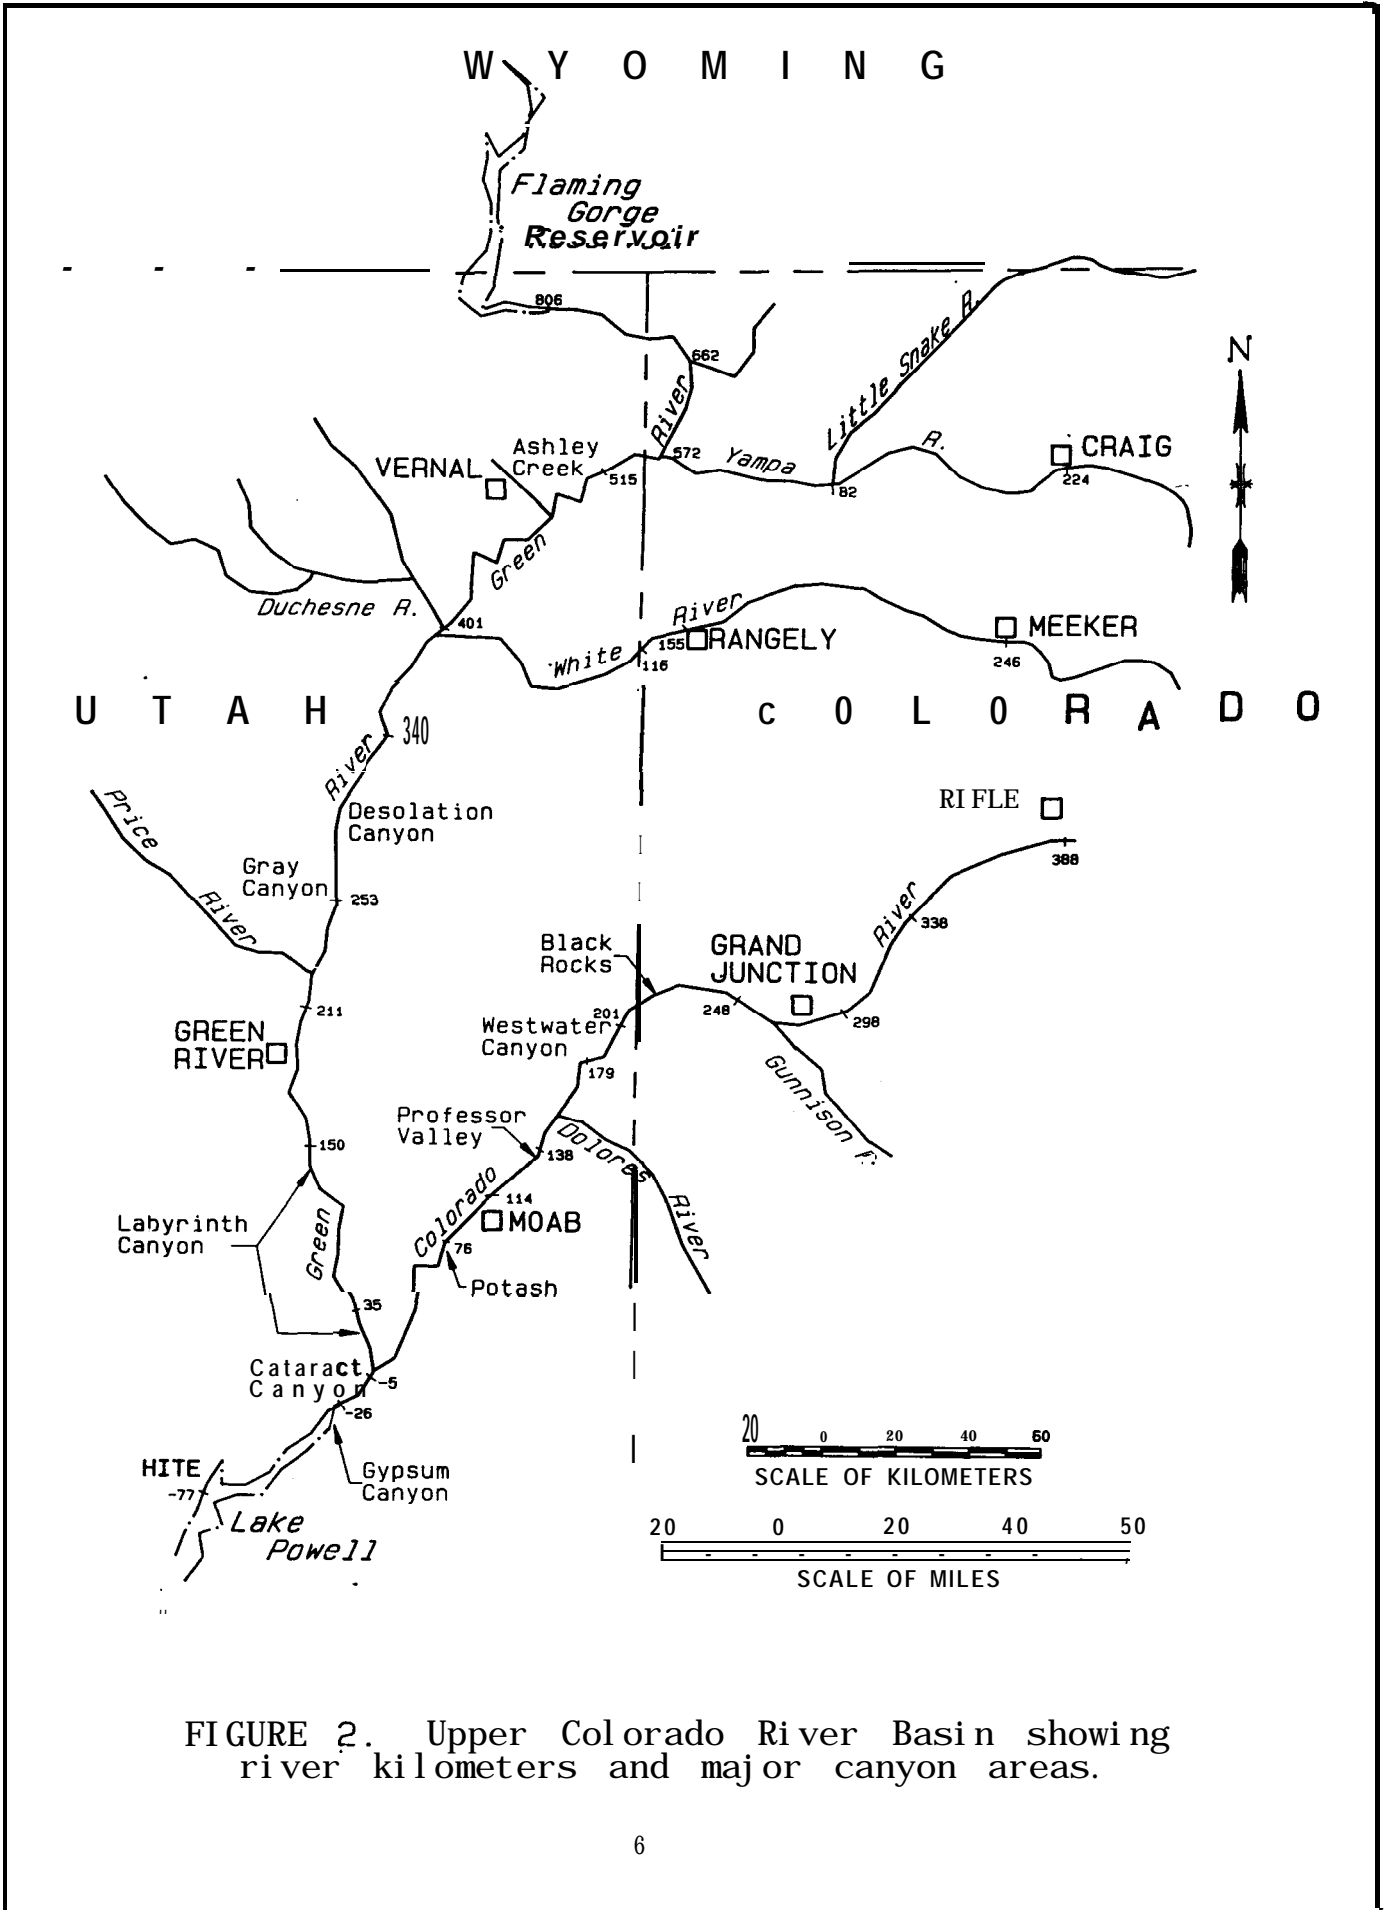 W Y O M I N G
Flaming
Gorge
Reservoir
806
662
Little Snake R.
N
River
Ashley
Creek
VERNAL
572
Yampa
R.
CRAIG
515
82
224
Green
Duchesne R.
401
River
155
RANGELY
116
White
MEEKER
246
U T A H
C O L O R A D O
340
River
Price
River
Desolation
Canyon
Gray
Canyon
253
RIFLE
388
River
338
Black
Rocks
GRAND
JUNCTION
248
298
201
Westwater
Canyon
179
211
GREEN
RIVER
Gunnison R.
Professor
Valley
138
Dolores
River
150
114
MOAB
Colorado
76
Potash
Labyrinth
Canyon
Green
35
Cataract
Canyon
-5
-26
Gypsum
Canyon
HITE
-77
Lake
Powell
20 0 20 40 60
SCALE OF KILOMETERS
20 0 20 40 50
SCALE OF MILES
FIGURE 2. Upper Colorado River Basin showing
river kilometers and major canyon areas.
6